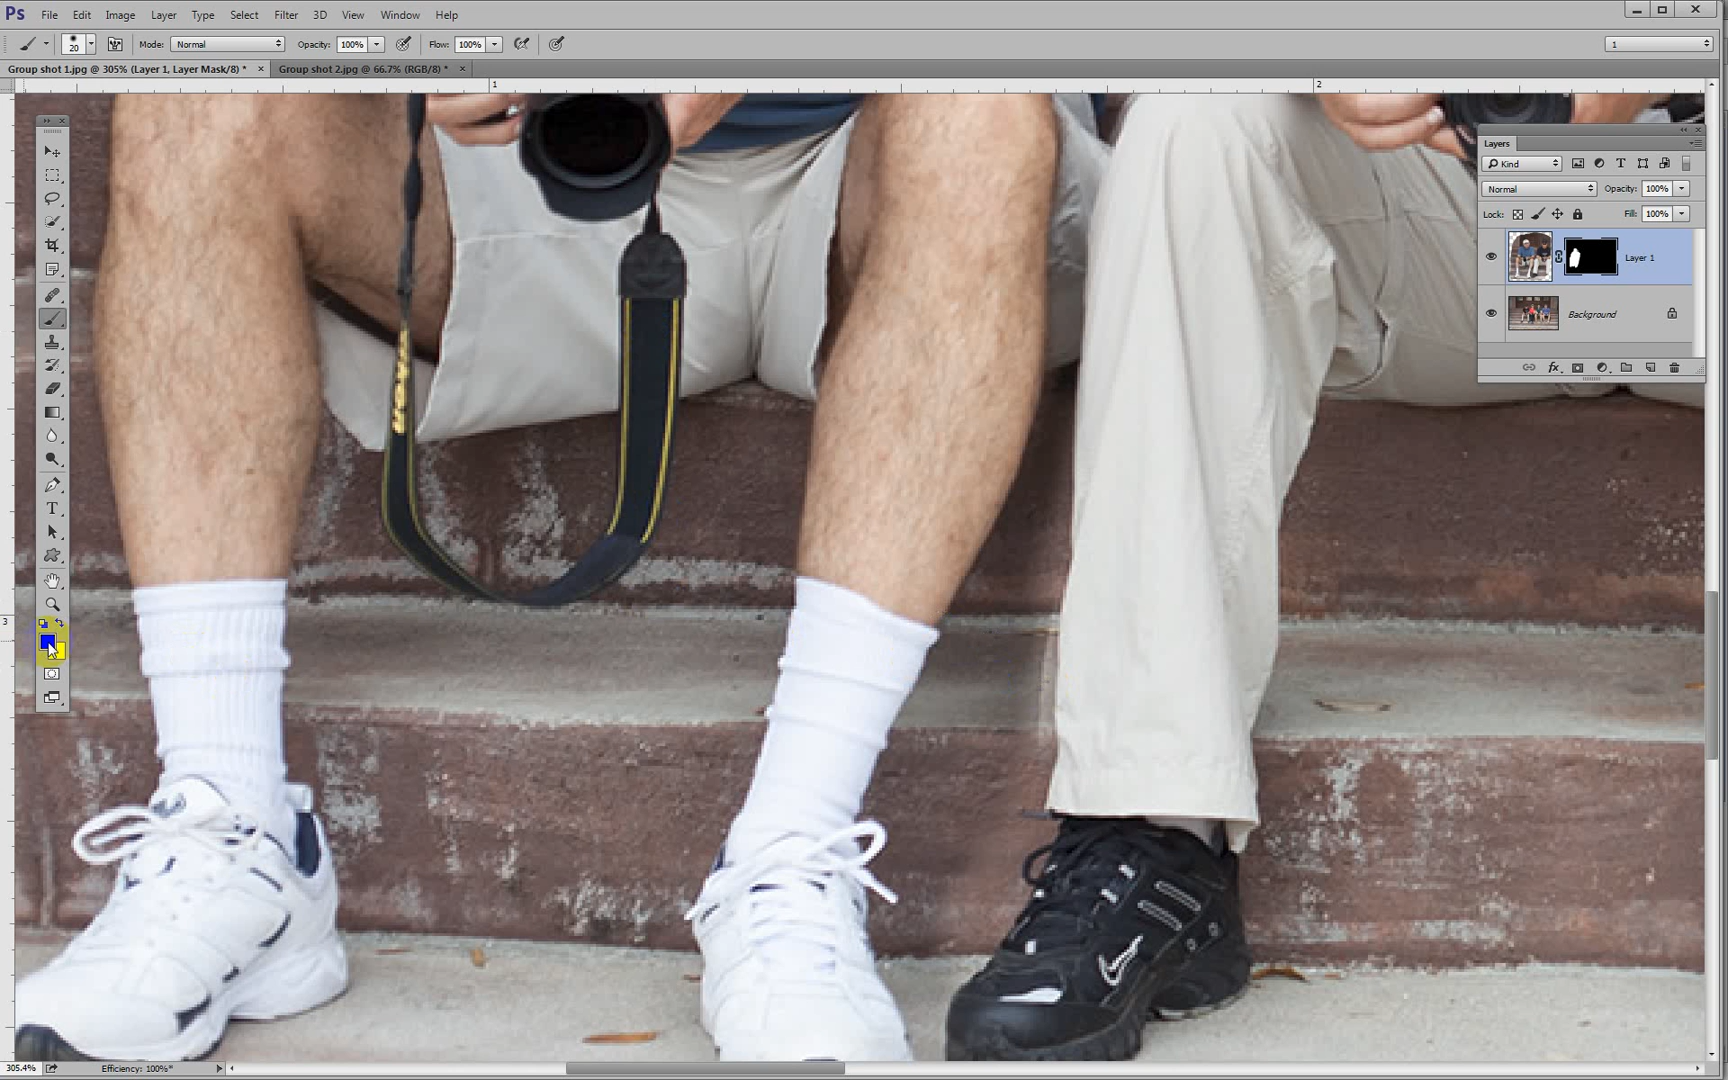 Ps File Edit Image Layer Type Select Filter 3D View Window Help
20 Mode: Normal Opacity: 100% Flow: 100% 1
Group shot 1.jpg @ 305% (Layer 1, Layer Mask/8) * × Group shot 2.jpg @ 66.7% (RGB/8) * ×
1 2
Layers
Kind
Normal Opacity: 100%
Lock: Fill: 100%
Layer 1
Background
fx
3
305.4% Efficiency: 100%*